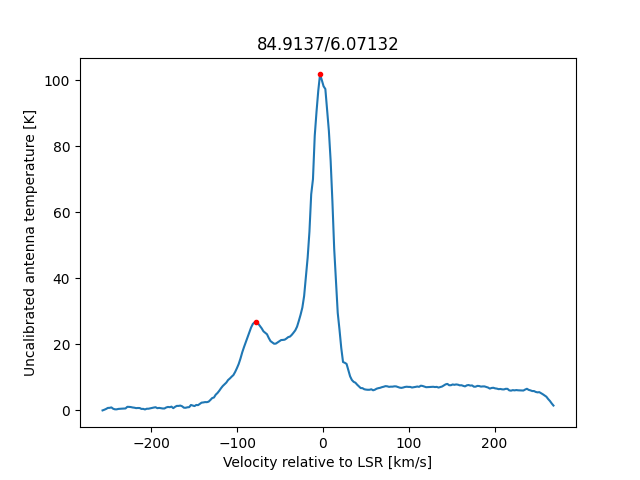 84.9137/6.07132
Uncalibrated antenna temperature [K]
100
80
60
40
20
0
−200 −100 0 100 200
Velocity relative to LSR [km/s]